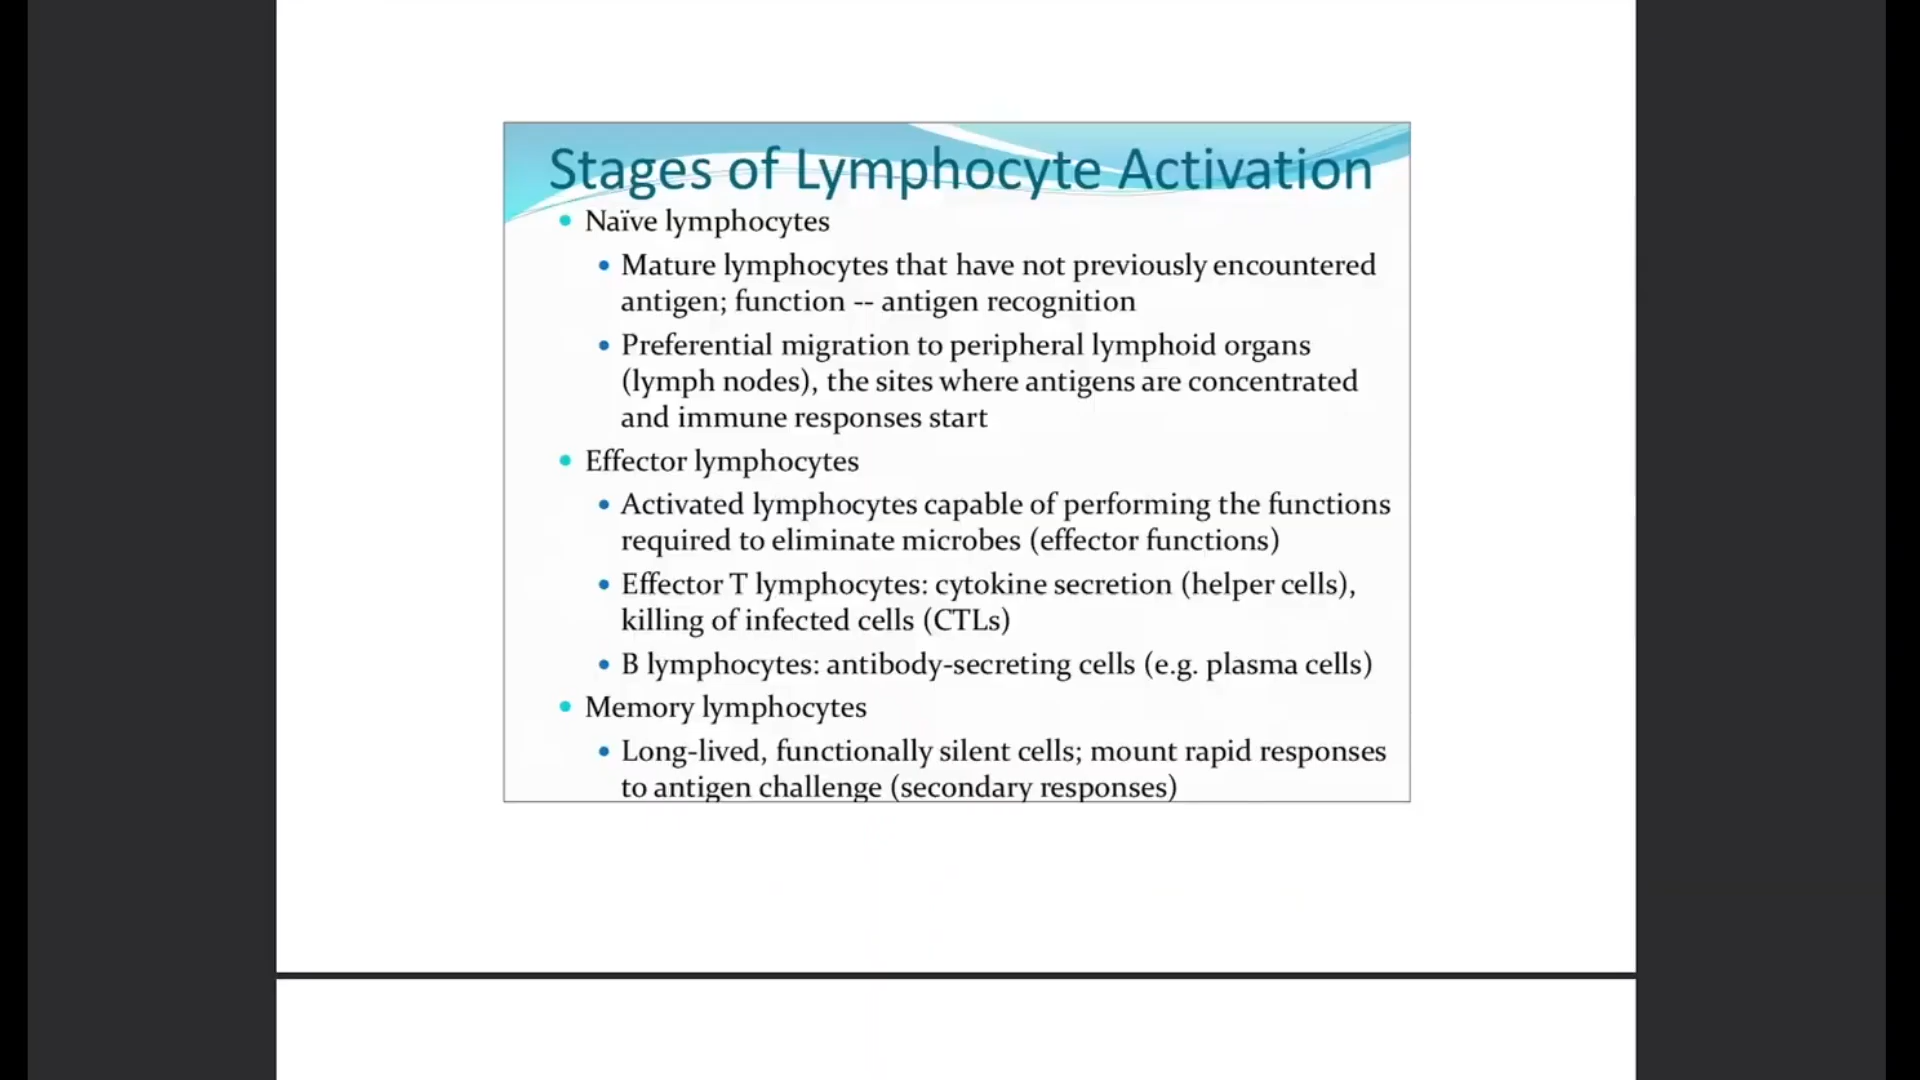 Stages of Lymphocyte Activation
• Naïve lymphocytes
• Mature lymphocytes that have not previously encountered
antigen; function -- antigen recognition
• Preferential migration to peripheral lymphoid organs
(lymph nodes), the sites where antigens are concentrated
and immune responses start
• Effector lymphocytes
• Activated lymphocytes capable of performing the functions
required to eliminate microbes (effector functions)
• Effector T lymphocytes: cytokine secretion (helper cells),
killing of infected cells (CTLs)
• B lymphocytes: antibody-secreting cells (e.g. plasma cells)
• Memory lymphocytes
• Long-lived, functionally silent cells; mount rapid responses
to antigen challenge (secondary responses)